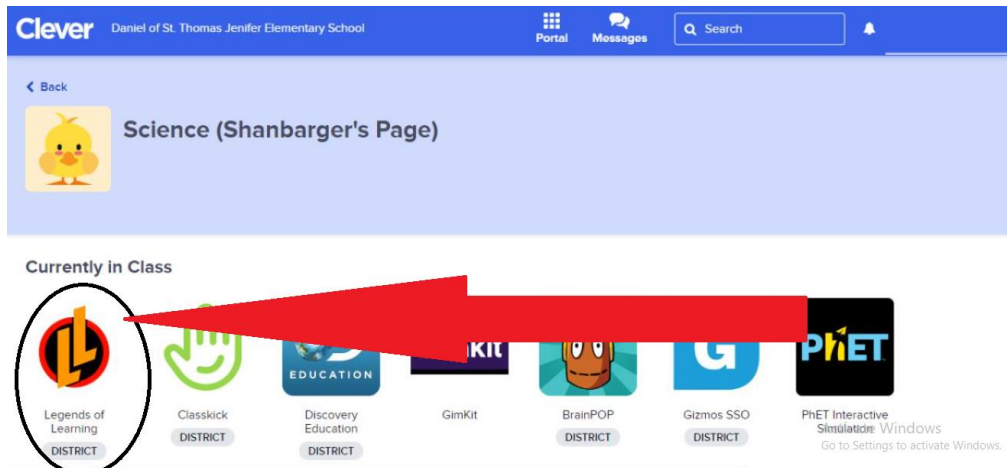 Clever Daniel of St. Thomas Jenifer Elementary School Portal Messages Search
Back
Science (Shanbarger's Page)
Currently in Class
LL
EDUCATION
kit
G
PhET
Legends of Learning
DISTRICT
Classkick
DISTRICT
Discovery Education
DISTRICT
GimKit
BrainPOP
DISTRICT
Gizmos SSO
DISTRICT
PhET Interactive
Activate Windows
Go to Settings to activate Windows.